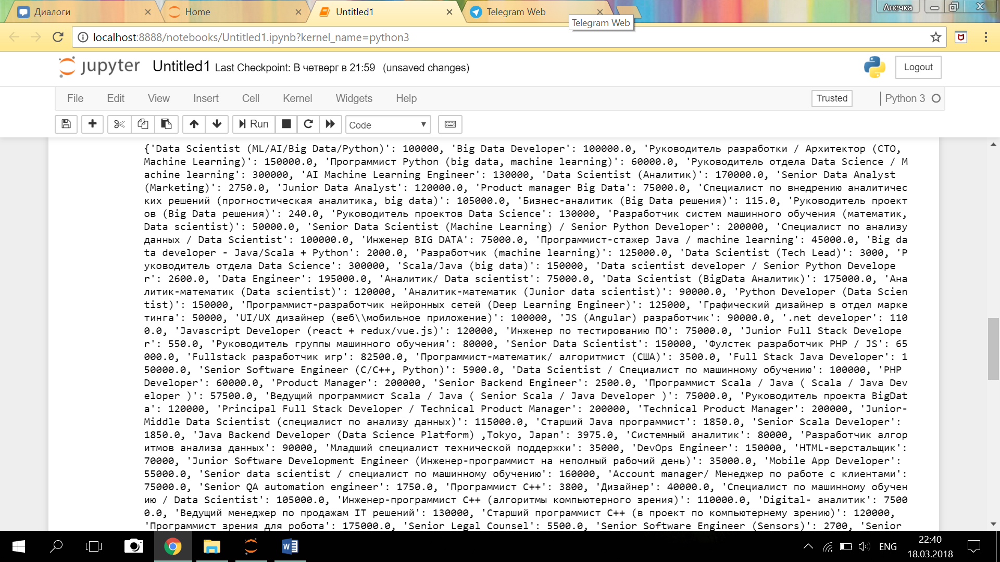 Диалоги
Home
Untitled1
Telegram Web
Анечка
Telegram Web
localhost:8888/notebooks/Untitled1.ipynb?kernel_name=python3
jupyter Untitled1 Last Checkpoint: В четверг в 21:59 (unsaved changes)
Logout
File Edit View Insert Cell Kernel Widgets Help
Trusted
Python 3
Run
Code
{'Data Scientist (ML/AI/Big Data/Python)': 100000, 'Big Data Developer': 100000.0, 'Руководитель разработки / Архитектор (CTO,
Machine Learning)': 150000.0, 'Программист Python (big data, machine learning)': 60000.0, 'Руководитель отдела Data Science / M
achine learning': 300000, 'AI Machine Learning Engineer': 130000, 'Data Scientist (Аналитик)': 170000.0, 'Senior Data Analyst
(Marketing)': 2750.0, 'Junior Data Analyst': 120000.0, 'Product manager Big Data': 75000.0, 'Специалист по внедрению аналитичес
ких решений (прогностическая аналитика, big data)': 105000.0, 'Бизнес-аналитик (Big Data решения)': 115.0, 'Руководитель проект
ов (Big Data решения)': 240.0, 'Руководитель проектов Data Science': 130000, 'Разработчик систем машинного обучения (математик,
Data scientist)': 50000.0, 'Senior Data Scientist (Machine Learning) / Senior Python Developer': 200000, 'Специалист по анализу
данных / Data Scientist': 100000.0, 'Инженер BIG DATA': 75000.0, 'Программист-стажер Java / machine learning': 45000.0, 'Big da
ta developer - Java/Scala + Python': 2000.0, 'Разработчик (machine learning)': 125000.0, 'Data Scientist (Tech Lead)': 3000, 'Р
уководитель отдела Data Science': 300000, 'Scala/Java (big data)': 150000, 'Data scientist developer / Senior Python Develope
r': 2600.0, 'Data Engineer': 195000.0, 'Аналитик/ Data scientist': 75000.0, 'Data Scientist (BigData Аналитик)': 175000.0, 'Ана
литик-математик (Data scientist)': 120000, 'Аналитик-математик (Junior data scientist)': 90000.0, 'Python Developer (Data Scien
tist)': 150000, 'Программист-разработчик нейронных сетей (Deep Learning Engineer)': 125000, 'Графический дизайнер в отдел марке
тинга': 50000, 'UI/UX дизайнер (веб\\мобильное приложение)': 100000, 'JS (Angular) разработчик': 90000.0, '.net developer': 110
0.0, 'Javascript Developer (react + redux/vue.js)': 120000, 'Инженер по тестированию ПО': 75000.0, 'Junior Full Stack Develope
r': 550.0, 'Руководитель группы машинного обучения': 80000, 'Senior Data Scientist': 150000, 'Фулстек разработчик PHP / JS': 65
000.0, 'Fullstack разработчик игр': 82500.0, 'Программист-математик/ алгоритмист (США)': 3500.0, 'Full Stack Java Developer': 1
50000.0, 'Senior Software Engineer (C/C++, Python)': 5900.0, 'Data Scientist / Специалист по машинному обучению': 100000, 'PHP
Developer': 60000.0, 'Product Manager': 200000, 'Senior Backend Engineer': 2500.0, 'Программист Scala / Java ( Scala / Java Dev
eloper )': 57500.0, 'Ведущий программист Scala / Java ( Senior Scala / Java Developer )': 75000.0, 'Руководитель проекта BigDat
a': 120000, 'Principal Full Stack Developer / Technical Product Manager': 200000, 'Technical Product Manager': 200000, 'Junior-
Middle Data Scientist (специалист по анализу данных)': 115000.0, 'Старший Java программист': 1850.0, 'Senior Scala Developer':
1850.0, 'Java Backend Developer (Data Science Platform) ,Tokyo, Japan': 3975.0, 'Системный аналитик': 80000, 'Разработчик алгор
итмов анализа данных': 90000, 'Младший специалист технической поддержки': 35000, 'DevOps Engineer': 150000, 'HTML-верстальщик':
70000, 'Junior Software Development Engineer (Инженер-программист на неполный рабочий день)': 35000.0, 'Mobile App Developer':
55000.0, 'Senior data scientist / специалист по машинному обучению': 160000, 'Account manager/ Менеджер по работе с клиентами':
75000.0, 'Senior QA automation engineer': 1750.0, 'Программист C++': 3800, 'Дизайнер': 40000.0, 'Специалист по машинному обучен
ию / Data Scientist': 105000.0, 'Инженер-программист C++ (алгоритмы компьютерного зрения)': 110000.0, 'Digital- аналитик': 7500
0.0, 'Ведущий менеджер по продажам IT решений': 130000, 'Старший программист C++ (в проект по компьютерному зрению)': 120000,
'Программист зрения для робота': 175000.0, 'Senior Legal Counsel': 5500.0, 'Senior Software Engineer (Sensors)': 2700, 'Senior
ENG
22:40
18.03.2018